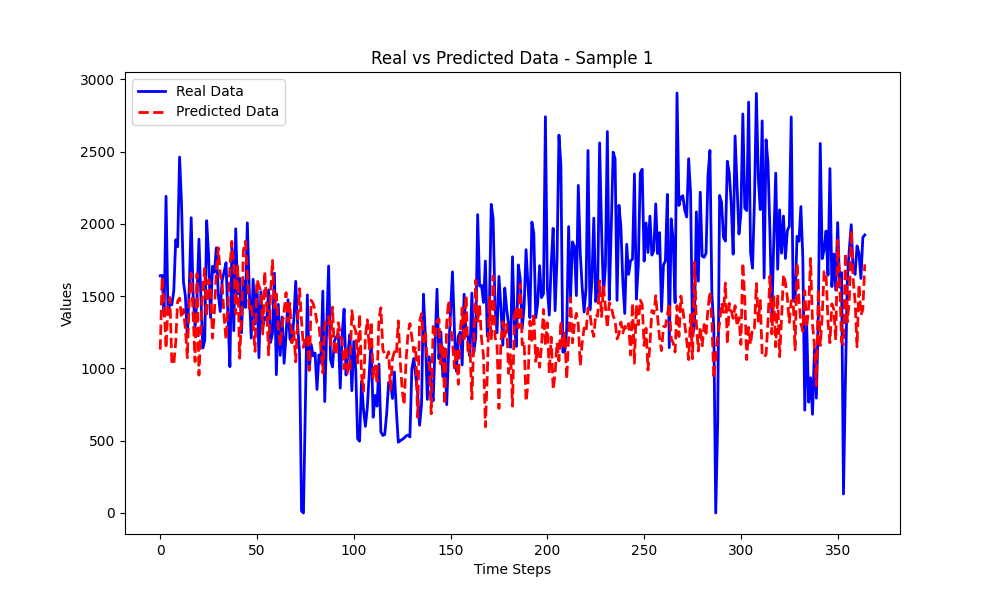 Real vs Predicted Data - Sample 1
Real Data
Predicted Data
Values
3000
2500
2000
1500
1000
500
0
0 50 100 150 200 250 300 350
Time Steps